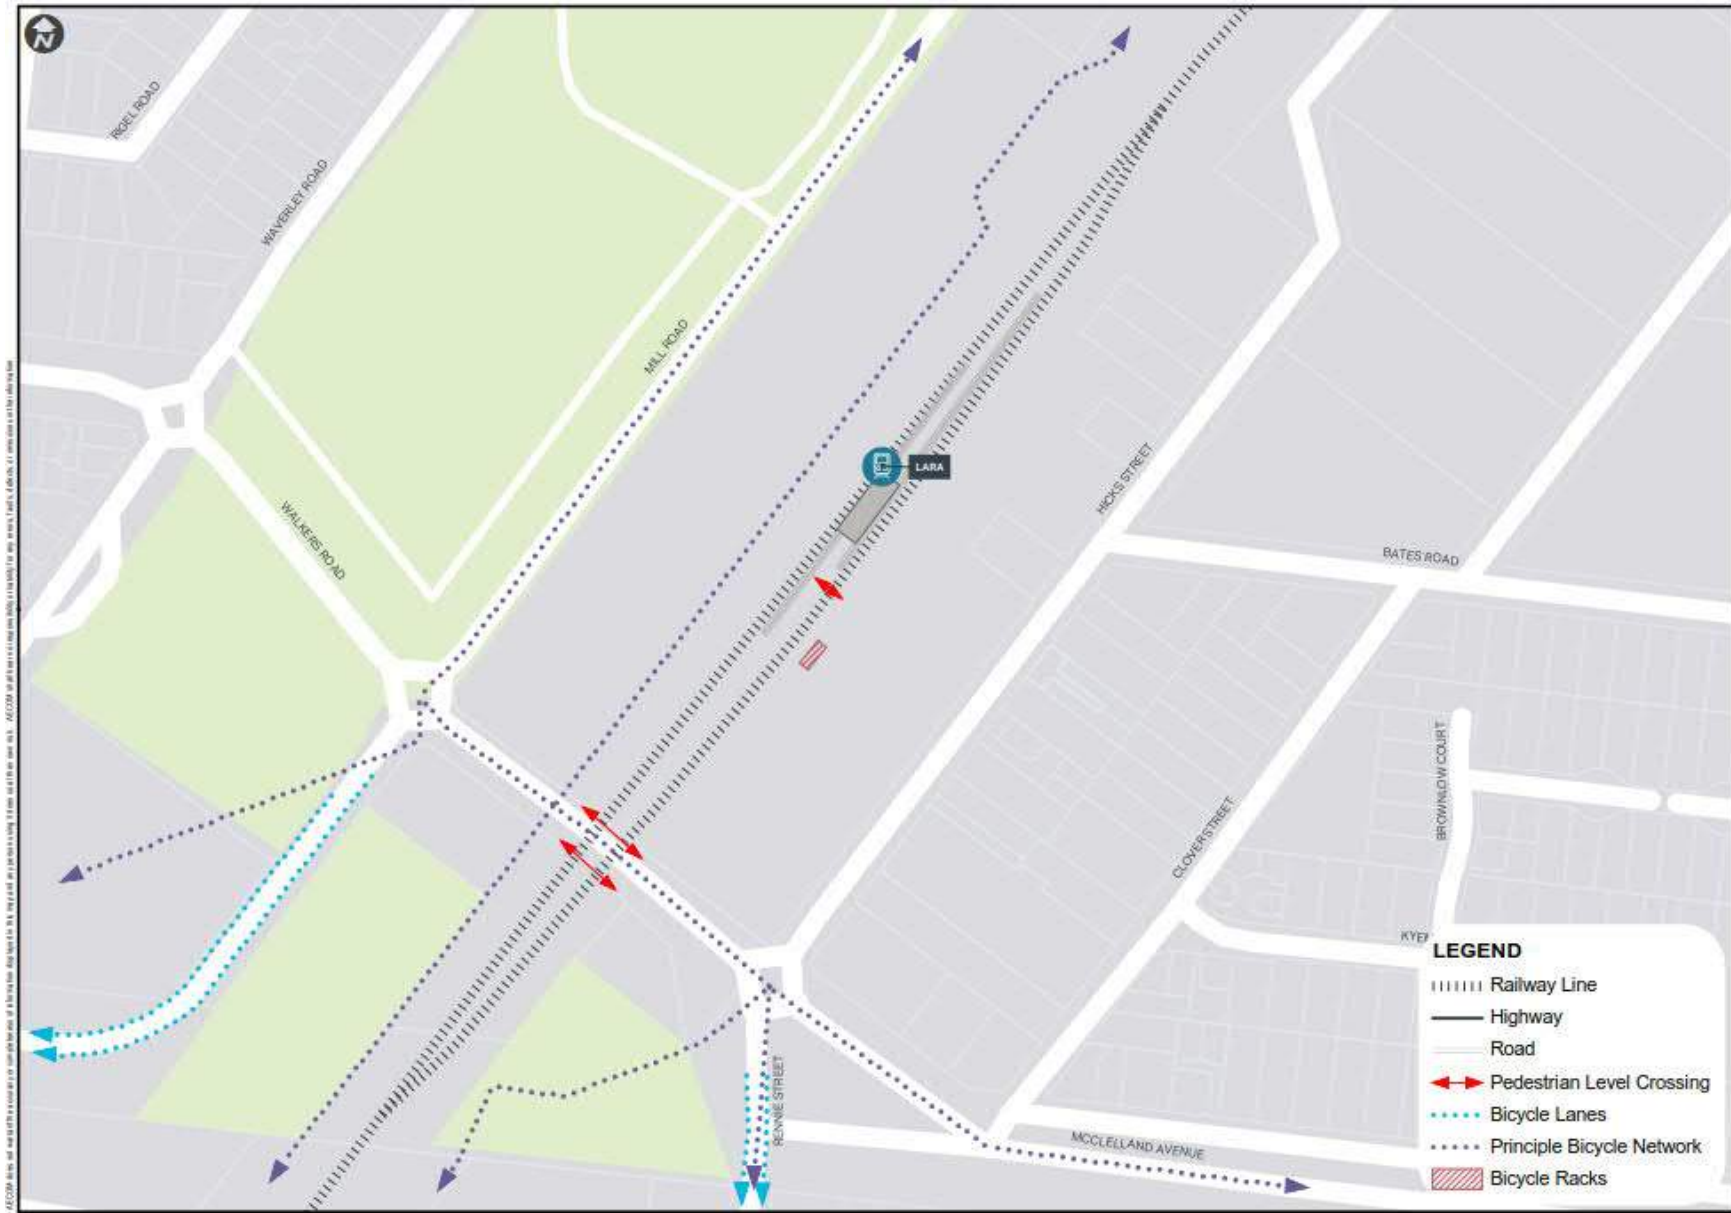 N
RIGEL ROAD
WAVERLEY ROAD
MILL ROAD
LARA
WALKERS ROAD
HICKS STREET
BATES ROAD
BROWNLOW COURT
CLOVER STREET
RENNIE STREET
MCCLELLAND AVENUE
LEGEND
Railway Line
Highway
Road
Pedestrian Level Crossing
Bicycle Lanes
Principle Bicycle Network
Bicycle Racks